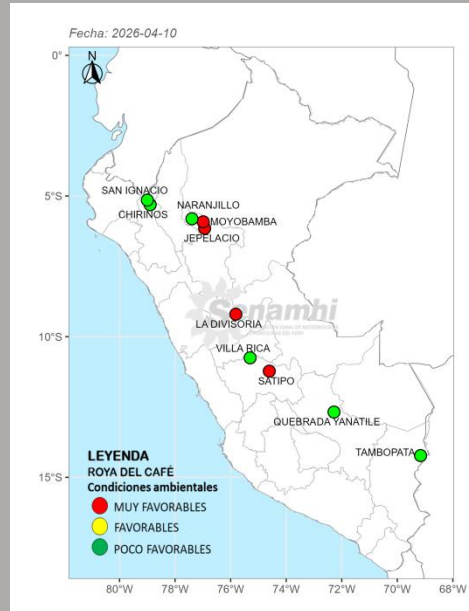 Fecha: 2026-04-10
N
0°
5°S
10°S
15°S
SAN IGNACIO
CHIRINOS
NARANJILLO
MOYOBAMBA
JEPELACIO
Senamhi
LA DIVISORIA
VILLA RICA
SATIPO
QUEBRADA YANATILE
TAMBOPATA
LEYENDA
ROYA DEL CAFÉ
Condiciones ambientales
MUY FAVORABLES
FAVORABLES
POCO FAVORABLES
80°W 78°W 76°W 74°W 72°W 70°W 68°W